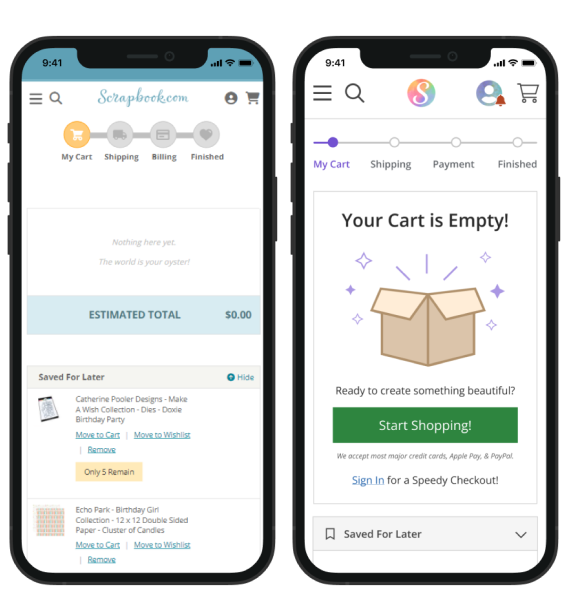 9:41
Scrapbook.com
My Cart Shipping Billing Finished
Nothing here yet.
The world is your oyster!
ESTIMATED TOTAL $0.00
Saved For Later Hide
Catherine Pooler Designs - Make
A Wish Collection - Dies - Doxie
Birthday Party
Move to Cart | Move to Wishlist
| Remove
Only 5 Remain
Echo Park - Birthday Girl
Collection - 12 x 12 Double Sided
Paper - Cluster of Candles
Move to Cart | Move to Wishlist
| Remove
9:41
S
My Cart Shipping Payment Finished
Your Cart is Empty!
Ready to create something beautiful?
Start Shopping!
We accept most major credit cards, Apple Pay, & PayPal.
Sign In for a Speedy Checkout!
Saved For Later